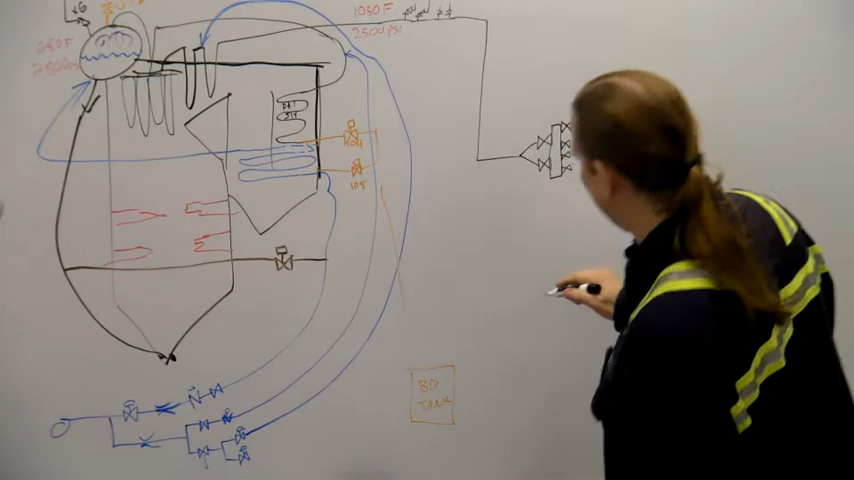 1050F
2500PSI
680F
2800PSI
104
105
BD
TANK